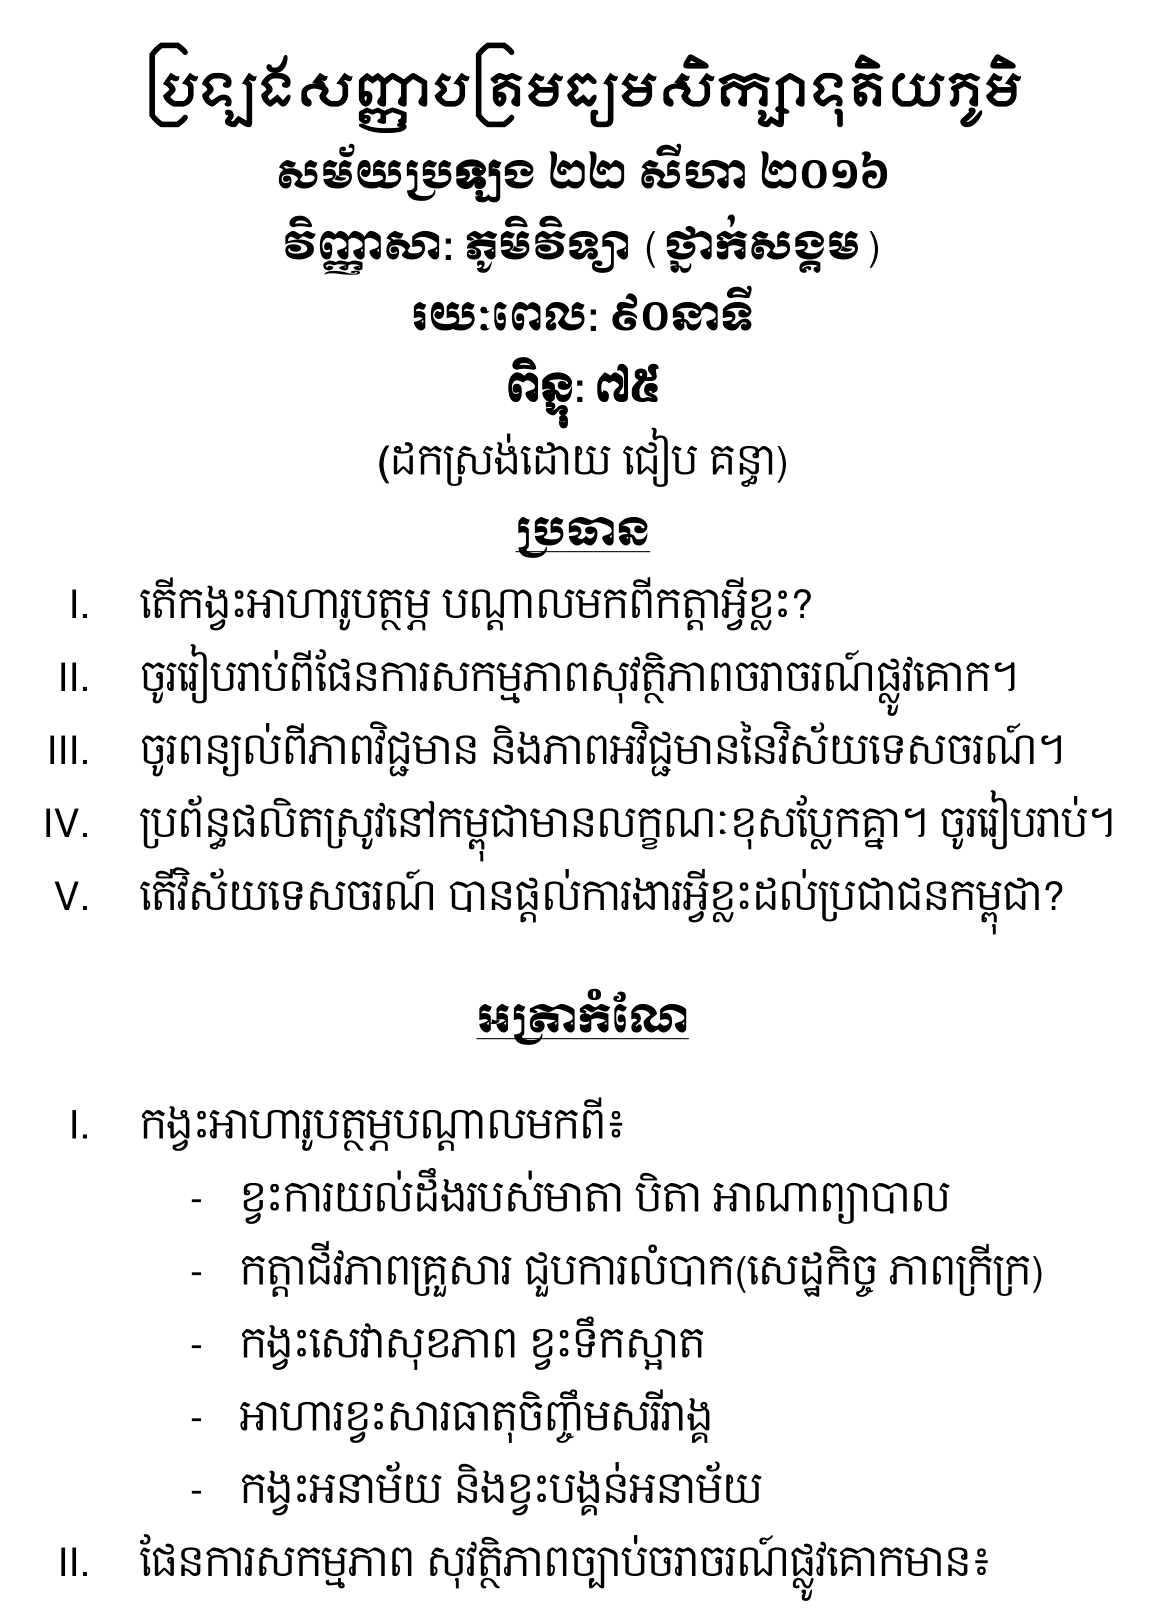 ប្រឡងសញ្ញាបត្រមធ្យមសិក្សាទុតិយភូមិ
សម័យប្រឡង ២២ សីហា ២០១៦
វិញ្ញាសា: ភូមិវិទ្យា ( ថ្នាក់សង្គម )
រយៈពេល: ៩០នាទី
ពិន្ទុ: ៧៥
(ដកស្រង់ដោយ ជៀប គន្ធា)
ប្រធាន
I. តើកង្វះអាហារូបត្ថម្ភ បណ្តាលមកពីកត្តាអ្វីខ្លះ?
II. ចូររៀបរាប់ពីផែនការសកម្មភាពសុវត្ថិភាពចរាចរណ៍ផ្លូវគោក។
III. ចូរពន្យល់ពីភាពវិជ្ជមាន និងភាពអវិជ្ជមាននៃវិស័យទេសចរណ៍។
IV. ប្រព័ន្ធផលិតស្រូវនៅកម្ពុជាមានលក្ខណៈខុសប្លែកគ្នា។ ចូររៀបរាប់។
V. តើវិស័យទេសចរណ៍ បានផ្តល់ការងារអ្វីខ្លះដល់ប្រជាជនកម្ពុជា?
អត្រាកំណែ
I. កង្វះអាហារូបត្ថម្ភបណ្តាលមកពី៖
- ខ្វះការយល់ដឹងរបស់មាតា បិតា អាណាព្យាបាល
- កត្តាជីវភាពគ្រួសារ ជួបការលំបាក(សេដ្ឋកិច្ច ភាពក្រីក្រ)
- កង្វះសេវាសុខភាព ខ្វះទឹកស្អាត
- អាហារខ្វះសារធាតុចិញ្ចឹមសរីរាង្គ
- កង្វះអនាម័យ និងខ្វះបង្គន់អនាម័យ
II. ផែនការសកម្មភាព សុវត្ថិភាពច្បាប់ចរាចរណ៍ផ្លូវគោកមាន៖